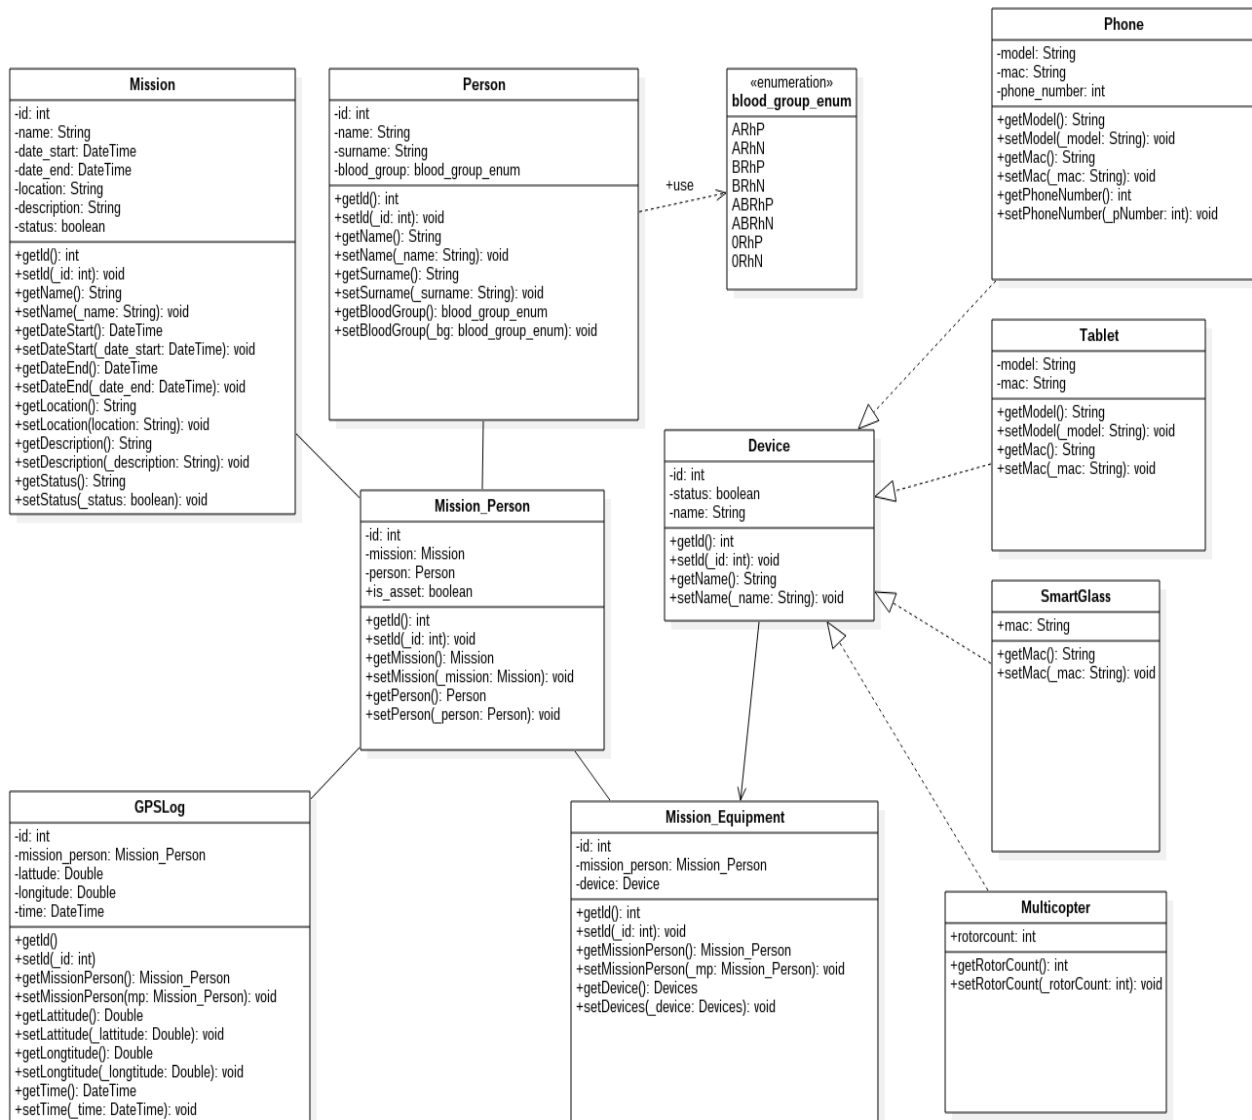 Mission
-id: int
-name: String
-date_start: DateTime
-date_end: DateTime
-location: String
-description: String
-status: boolean
+getId(): int
+setId(_id: int): void
+getName(): String
+setName(_name: String): void
+getDateStart(): DateTime
+setDateStart(_date_start: DateTime): void
+getDateEnd(): DateTime
+setDateEnd(_date_end: DateTime): void
+getLocation(): String
+setLocation(location: String): void
+getDescription(): String
+setDescription(_description: String): void
+getStatus(): String
+setStatus(_status: boolean): void
Person
-id: int
-name: String
-surname: String
-blood_group: blood_group_enum
+getId(): int
+setId(_id: int): void
+getName(): String
+setName(_name: String): void
+getSurname(): String
+setSurname(_surname: String): void
+getBloodGroup(): blood_group_enum
+setBloodGroup(_bg: blood_group_enum): void
+use
«enumeration»
blood_group_enum
ARhP
ARhN
BRhP
BRhN
ABRhP
ABRhN
0RhP
0RhN
Phone
-model: String
-mac: String
-phone_number: int
+getModel(): String
+setModel(_model: String): void
+getMac(): String
+setMac(_mac: String): void
+getPhoneNumber(): int
+setPhoneNumber(_pNumber: int): void
Tablet
-model: String
-mac: String
+getModel(): String
+setModel(_model: String): void
+getMac(): String
+setMac(_mac: String): void
Device
-id: int
-status: boolean
-name: String
+getId(): int
+setId(_id: int): void
+getName(): String
+setName(_name: String): void
Mission_Person
-id: int
-mission: Mission
-person: Person
+is_asset: boolean
+getId(): int
+setId(_id: int): void
+getMission(): Mission
+setMission(_mission: Mission): void
+getPerson(): Person
+setPerson(_person: Person): void
SmartGlass
+mac: String
+getMac(): String
+setMac(_mac: String): void
GPSLog
-id: int
-mission_person: Mission_Person
-lattude: Double
-longitude: Double
-time: DateTime
+getId()
+setId(_id: int)
+getMissionPerson(): Mission_Person
+setMissionPerson(mp: Mission_Person): void
+getLattitude(): Double
+setLattitude(_lattitude: Double): void
+getLongtitude(): Double
+setLongtitude(_longtitude: Double): void
+getTime(): DateTime
+setTime(_time: DateTime): void
Mission_Equipment
-id: int
-mission_person: Mission_Person
-device: Device
+getId(): int
+setId(_id: int): void
+getMissionPerson(): Mission_Person
+setMissionPerson(_mp: Mission_Person): void
+getDevice(): Devices
+setDevices(_device: Devices): void
Multicopter
+rotorcount: int
+getRotorCount(): int
+setRotorCount(_rotorCount: int): void